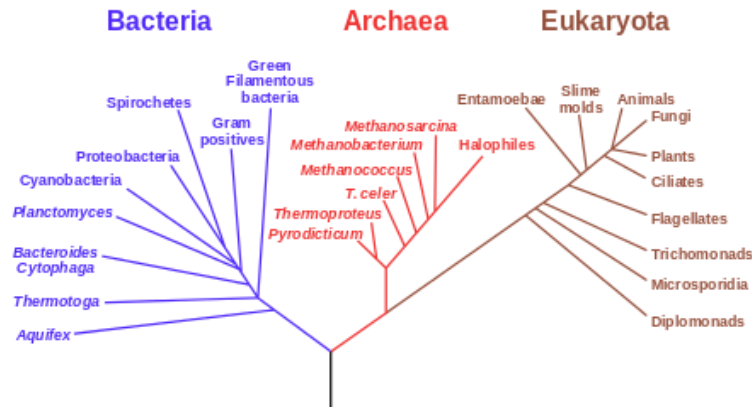 Bacteria
Archaea
Eukaryota
Green
Filamentous
bacteria
Spirochetes
Gram
positives
Proteobacteria
Cyanobacteria
Planctomyces
Bacteroides
Cytophaga
Thermotoga
Aquifex
Methanosarcina
Methanobacterium
Halophiles
Methanococcus
T. celer
Thermoproteus
Pyrodicticum
Entamoebae
Slime
molds
Animals
Fungi
Plants
Ciliates
Flagellates
Trichomonads
Microsporidia
Diplomonads